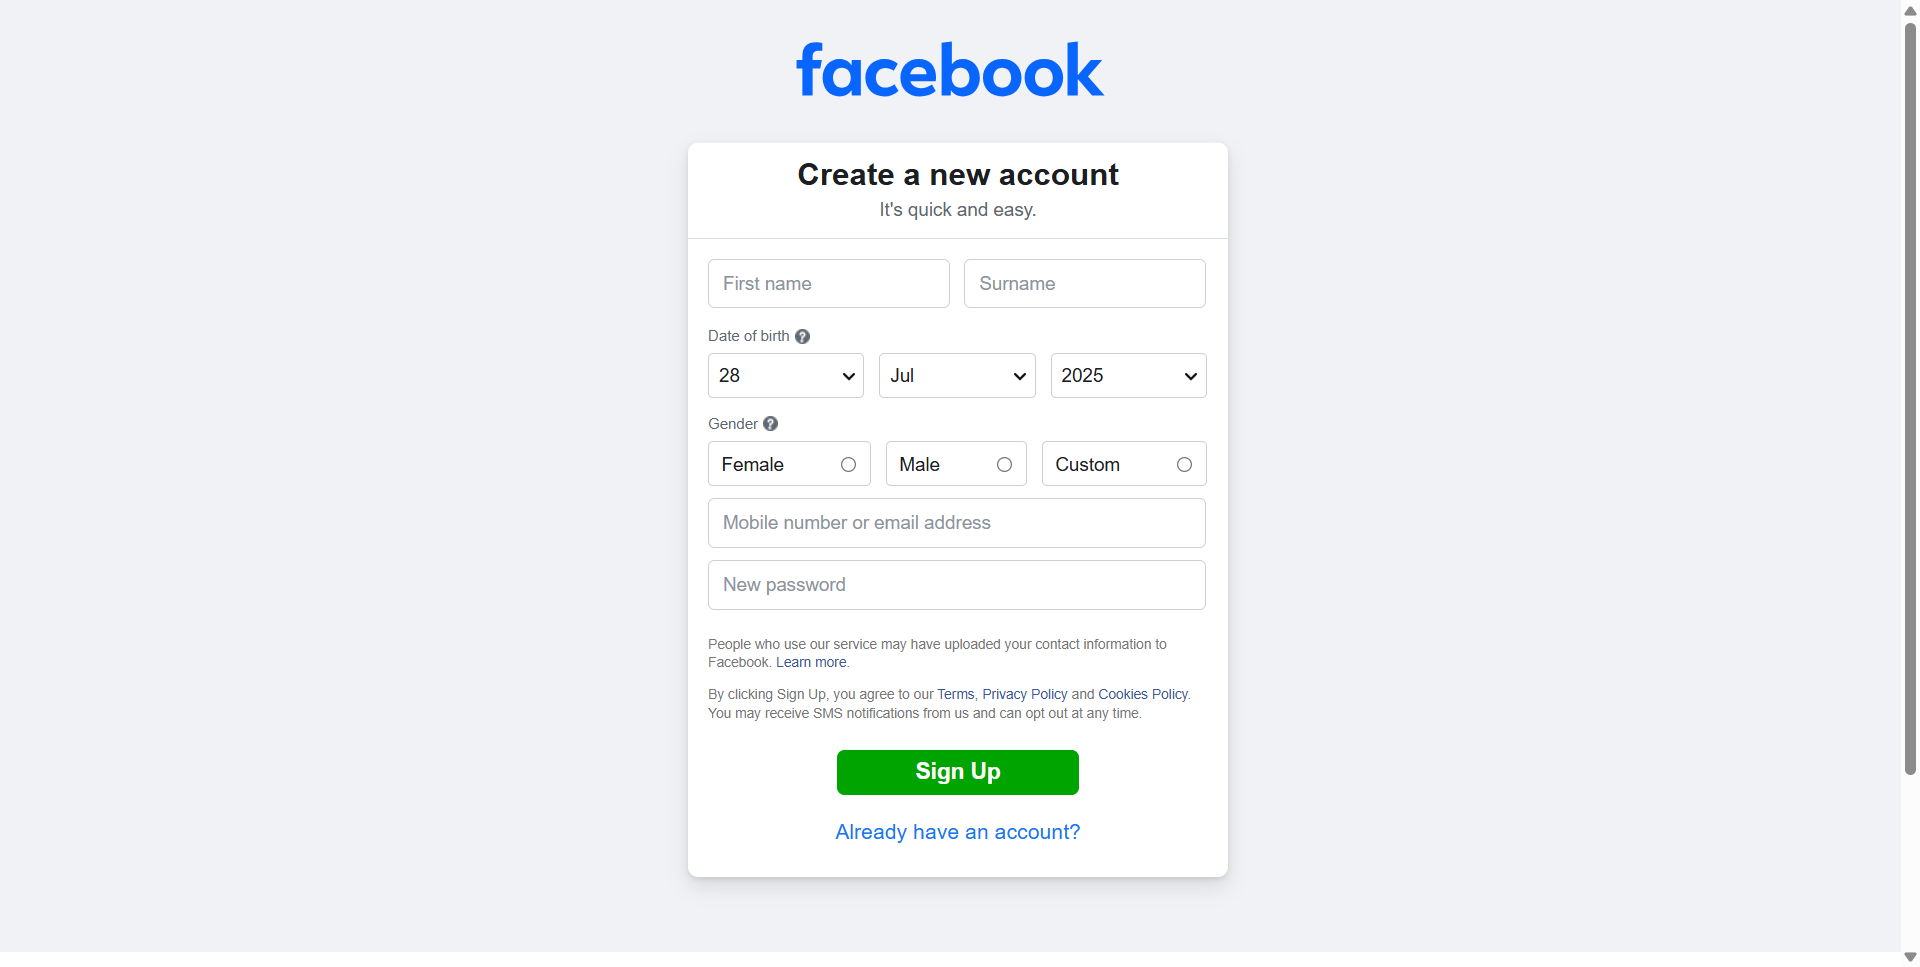 facebook
Create a new account
It's quick and easy.
First name Surname
Date of birth ?
28 Jul 2025
Gender ?
Female Male Custom
Mobile number or email address
New password
People who use our service may have uploaded your contact information to
Facebook. Learn more.
By clicking Sign Up, you agree to our Terms, Privacy Policy and Cookies Policy.
You may receive SMS notifications from us and can opt out at any time.
Sign Up
Already have an account?